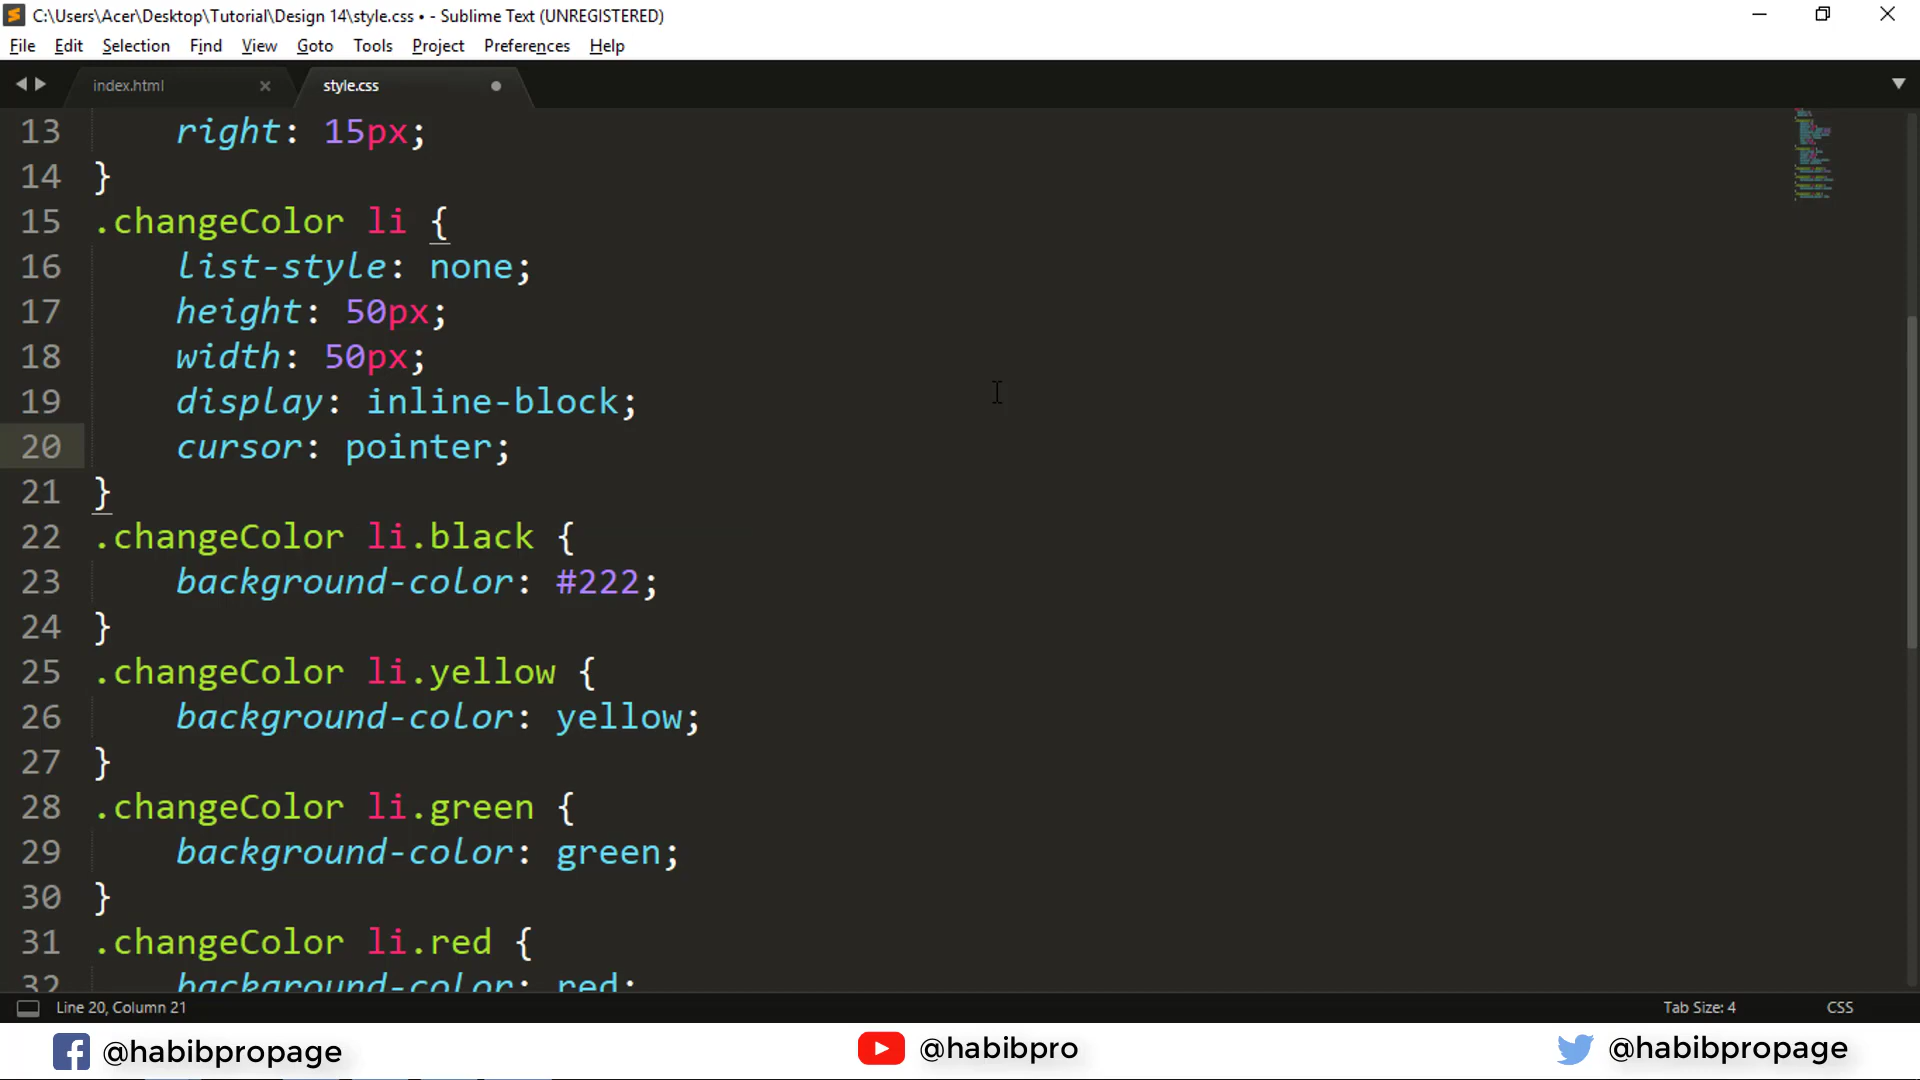 C:\Users\Acer\Desktop\Tutorial\Design 14\style.css • - Sublime Text (UNREGISTERED)
File Edit Selection Find View Goto Tools Project Preferences Help
index.html style.css
13 right: 15px;
14 }
15 .changeColor li {
16 list-style: none;
17 height: 50px;
18 width: 50px;
19 display: inline-block;
20 cursor: pointer;
21 }
22 .changeColor li.black {
23 background-color: #222;
24 }
25 .changeColor li.yellow {
26 background-color: yellow;
27 }
28 .changeColor li.green {
29 background-color: green;
30 }
31 .changeColor li.red {
32 background-color: red;
Line 20, Column 21 Tab Size: 4 CSS
@habibpropage @habibpro @habibpropage